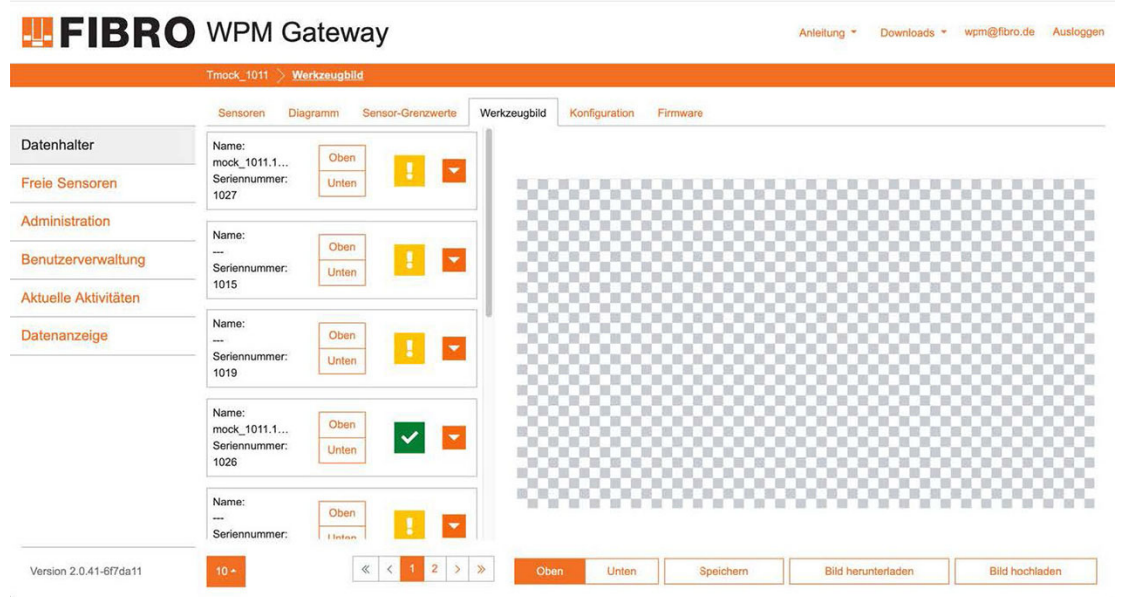 FIBRO WPM Gateway
Anleitung Downloads wpm@fibro.de Ausloggen
Tmock_1011 > Werkzeugbild
Sensoren Diagramm Sensor-Grenzwerte Werkzeugbild Konfiguration Firmware
Datenhalter
Freie Sensoren
Administration
Benutzerverwaltung
Aktuelle Aktivitäten
Datenanzeige
Version 2.0.41-6f7da11
Name:
mock_1011.1...
Seriennummer:
1027
Oben
Unten
Name:
---
Seriennummer:
1015
Oben
Unten
Name:
---
Seriennummer:
1019
Oben
Unten
Name:
mock_1011.1...
Seriennummer:
1026
Oben
Unten
Name:
---
Seriennummer:
Oben
Unten
10
« < 1 2 > »
Oben Unten Speichern Bild herunterladen Bild hochladen